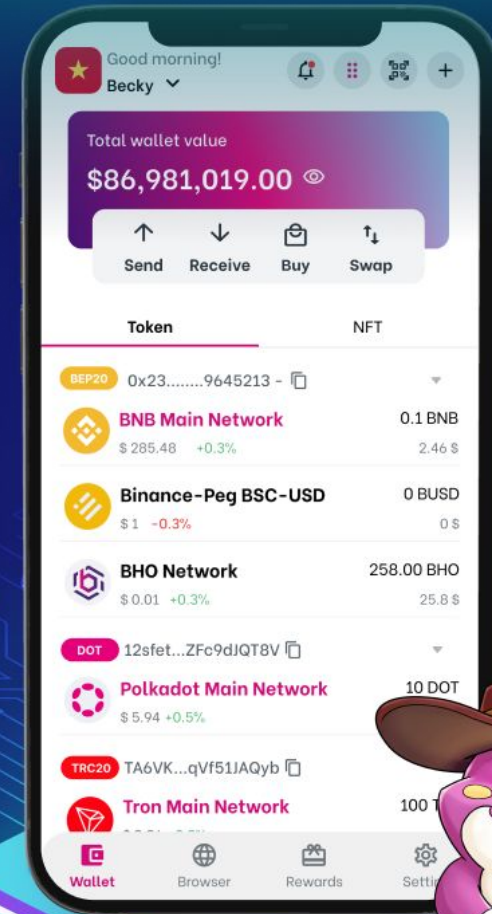 Good morning!
Becky
Total wallet value
$86,981,019.00
Send Receive Buy Swap
Token NFT
BEP20 0x23........9645213 -
BNB Main Network 0.1 BNB
$ 285.48 +0.3% 2.46 $
Binance-Peg BSC-USD 0 BUSD
$ 1 -0.3% 0 $
BHO Network 258.00 BHO
$ 0.01 +0.3% 25.8 $
DOT 12sfet...ZFc9dJQT8V
Polkadot Main Network 10 DOT
$ 5.94 +0.5%
TRC20 TA6VK...qVf51JAQyb
Tron Main Network 100
Wallet Browser Rewards